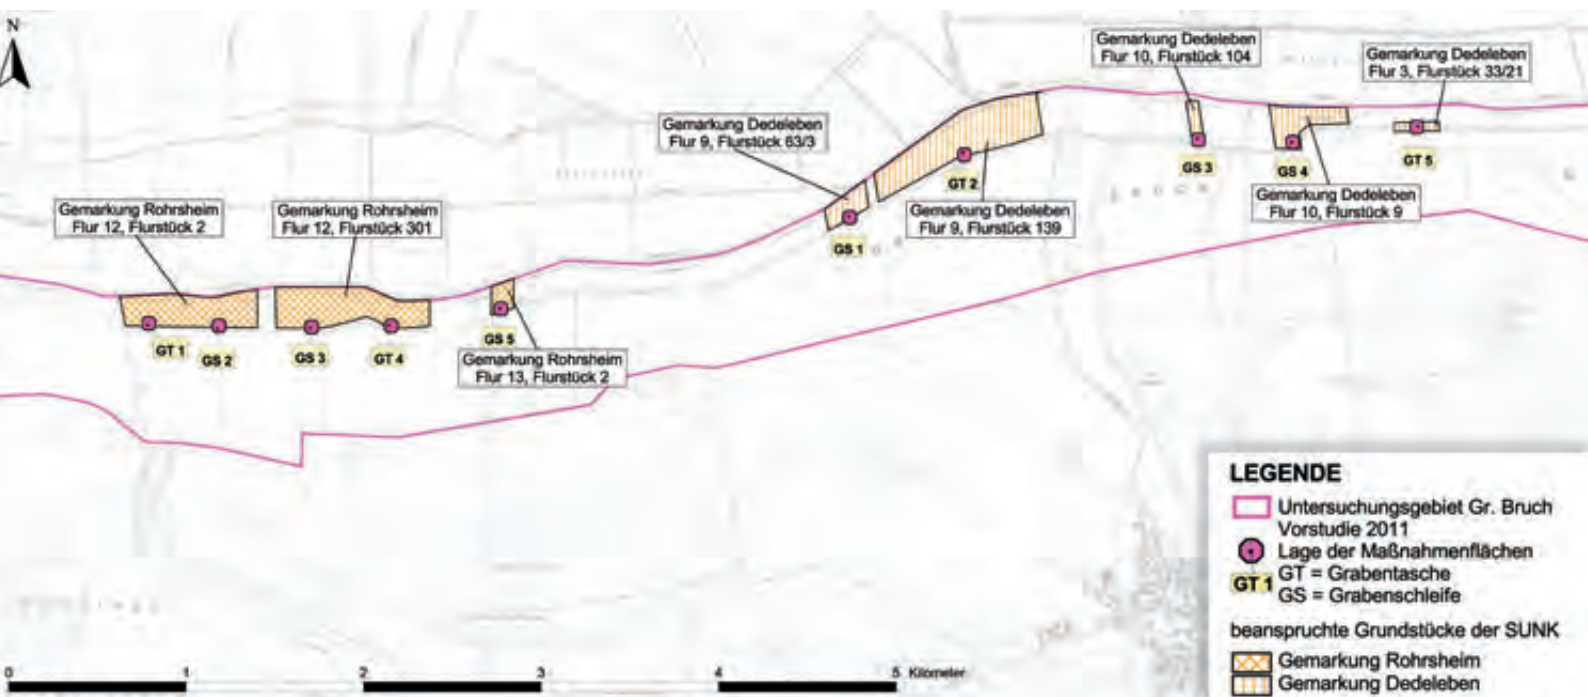 N
Gemarkung Dedeleben
Flur 10, Flurstück 104
Gemarkung Dedeleben
Flur 3, Flurstück 33/21
Gemarkung Dedeleben
Flur 9, Flurstück 63/3
GS 3
GS 4
GT 5
GT 2
Gemarkung Dedeleben
Flur 10, Flurstück 9
Gemarkung Rohrsheim
Flur 12, Flurstück 2
Gemarkung Rohrsheim
Flur 12, Flurstück 301
Gemarkung Dedeleben
Flur 9, Flurstück 139
GS 1
GT 1
GS 2
GS 3
GT 4
GS 5
Gemarkung Rohrsheim
Flur 13, Flurstück 2
LEGENDE
Untersuchungsgebiet Gr. Bruch
Vorstudie 2011
Lage der Maßnahmenflächen
GT 1
GT = Grabentasche
GS = Grabenschleife
beanspruchte Grundstücke der SUNK
Gemarkung Rohrsheim
Gemarkung Dedeleben
0 1 2 3 4 5 Kilometer